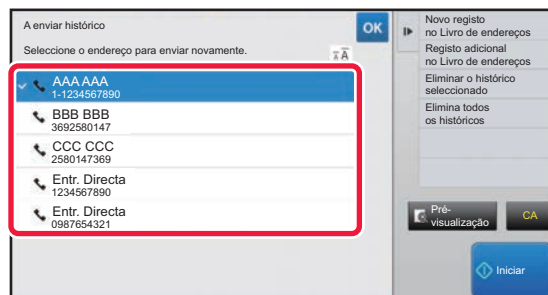 A enviar histórico
OK
Seleccione o endereço para enviar novamente.
AAA AAA
1-1234567890
BBB BBB
3692580147
CCC CCC
2580147369
Entr. Directa
1234567890
Entr. Directa
0987654321
Novo registo
no Livro de endereços
Registo adicional
no Livro de endereços
Eliminar o histórico
seleccionado
Elimina todos
os históricos
Pré-
visualização
CA
Iniciar